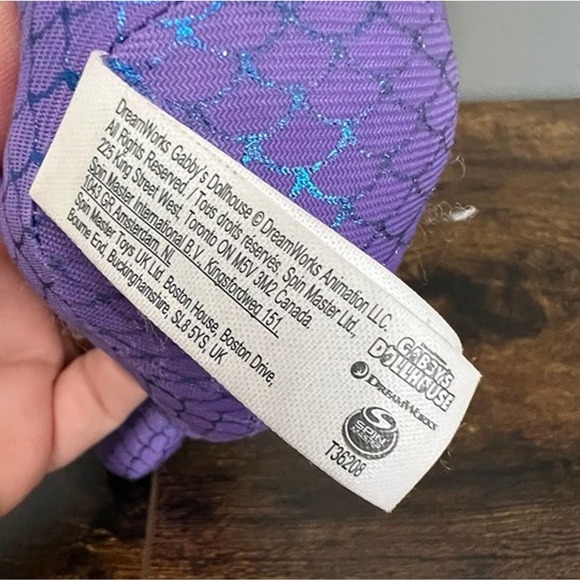 DreamWorks Gabby's Dollhouse © DreamWorks Animation LLC.
All Rights Reserved / Tous droits reservés, Spin Master Ltd,
225 King Street West, Toronto ON M5V 3M2 Canada.
Spin Master International B.V., Kingsfordweg 151,
1043 GR Amsterdam, NL
Spin Master Toys UK Ltd. Boston House, Boston Drive,
Bourne End, Buckinghamshire, SL8 5YS, UK
GABBY'S
DOLLHOUSE
DREAMWORKS
SPIN
MASTER
T36208